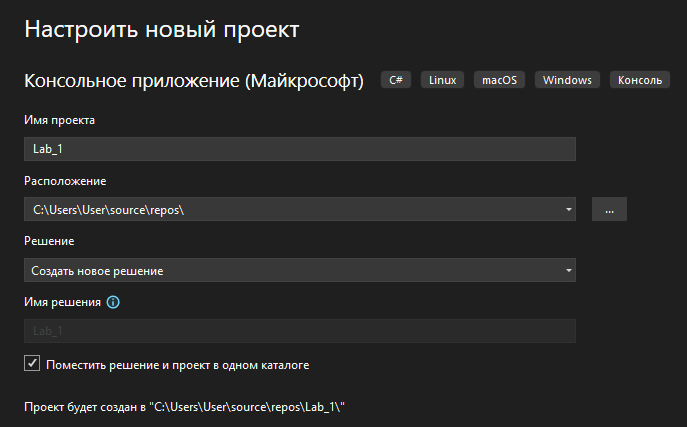 Настроить новый проект
Консольное приложение (Майкрософт) C# Linux macOS Windows Консоль
Имя проекта
Lab_1
Расположение
C:\Users\User\source\repos\
...
Решение
Создать новое решение
Имя решения
Lab_1
Поместить решение и проект в одном каталоге
Проект будет создан в "C:\Users\User\source\repos\Lab_1\"